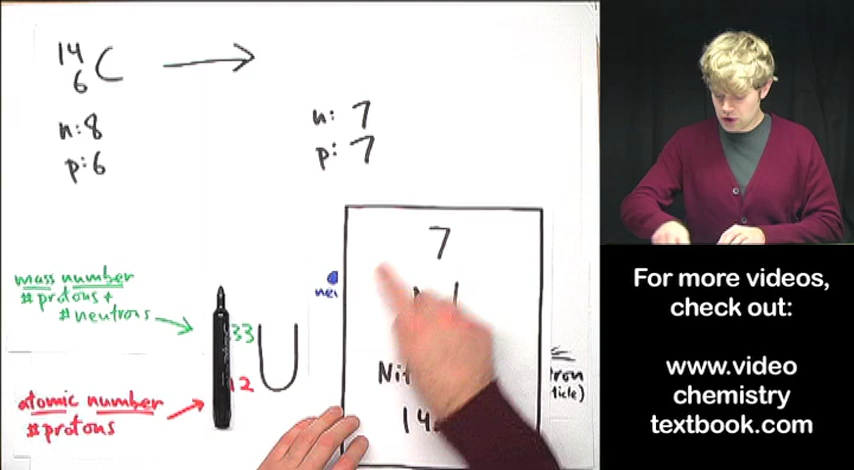 14
6 C
n: 8
p: 6
n: 7
p: 7
mass number
#protons +
#neutrons
33
12
U
atomic number
#protons
7
14
For more videos,
check out:
www.video
chemistry
textbook.com